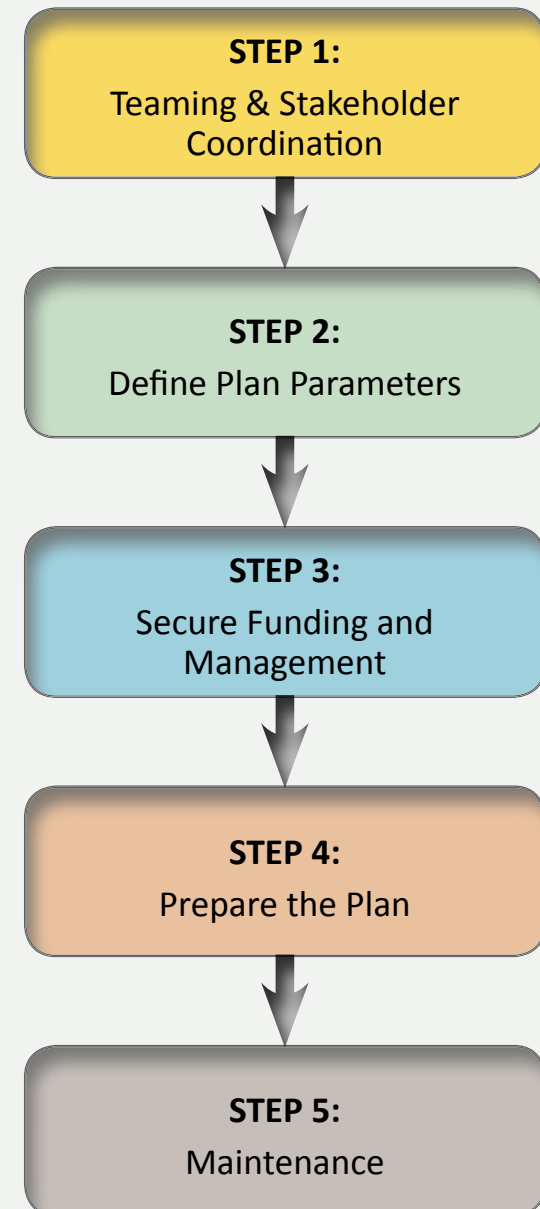 STEP 1:
Teaming & Stakeholder
Coordination
STEP 2:
Define Plan Parameters
STEP 3:
Secure Funding and
Management
STEP 4:
Prepare the Plan
STEP 5:
Maintenance